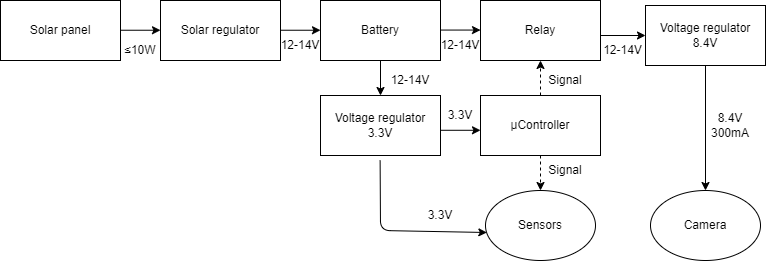 Solar panel
≤10W
Solar regulator
12-14V
Battery
12-14V
Relay
12-14V
Voltage regulator
8.4V
12-14V
Signal
Voltage regulator
3.3V
3.3V
µController
8.4V
300mA
Signal
3.3V
Sensors
Camera